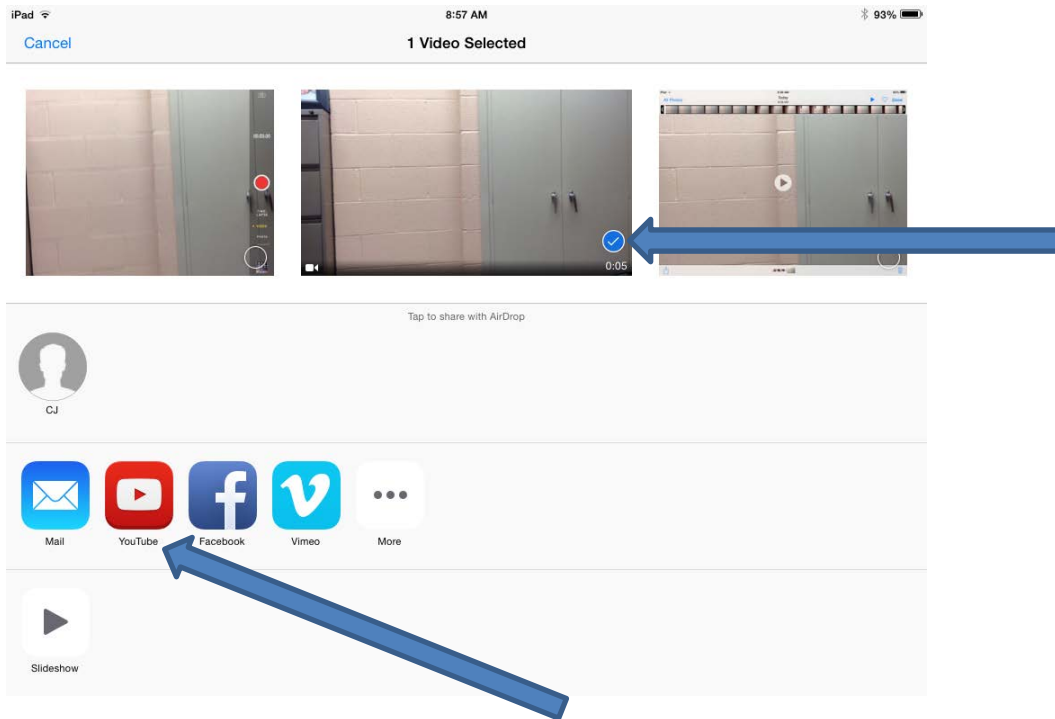 iPad 8:57 AM 93%
Cancel 1 Video Selected
0:05
Tap to share with AirDrop
CJ
Mail YouTube Facebook Vimeo More
Slideshow